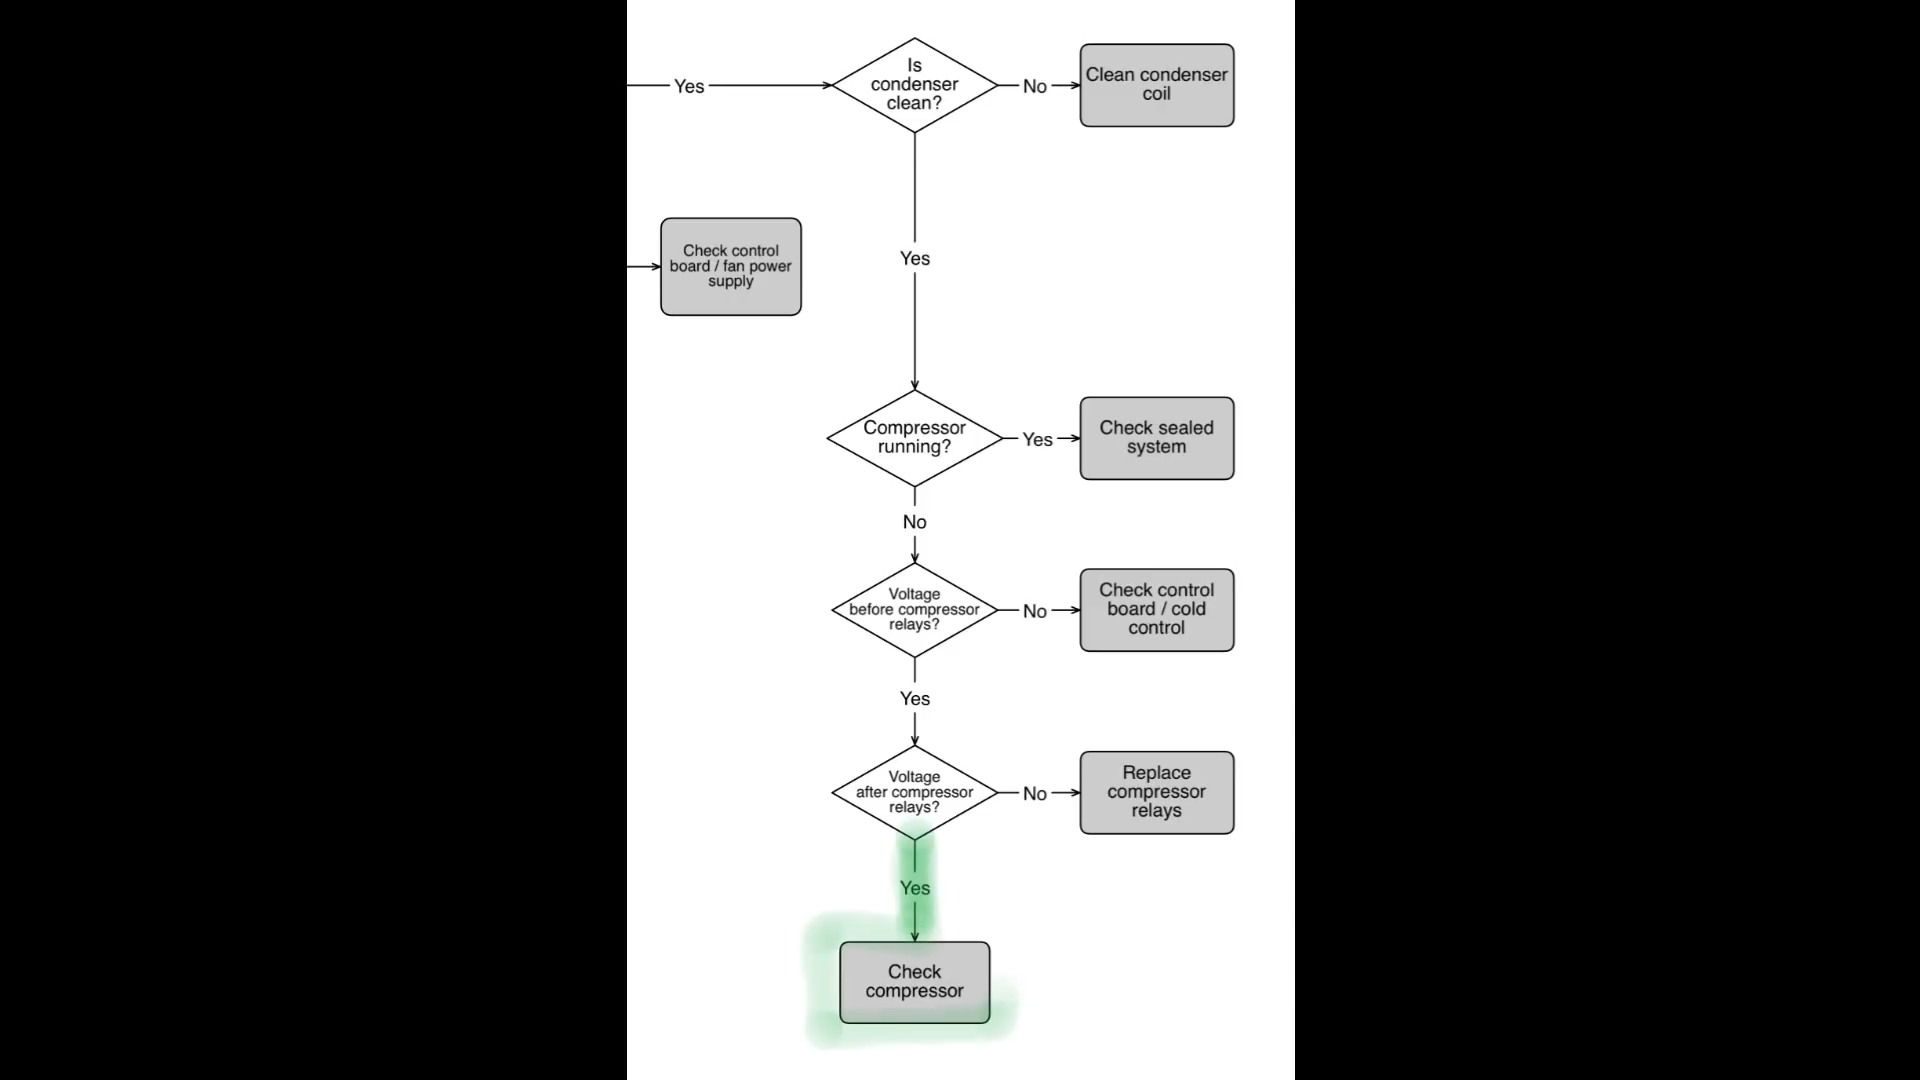 Yes
Is
condenser
clean?
No
Clean condenser
coil
Yes
Check control
board / fan power
supply
Compressor
running?
Yes
Check sealed
system
No
Voltage
before compressor
relays?
No
Check control
board / cold
control
Yes
Voltage
after compressor
relays?
No
Replace
compressor
relays
Yes
Check
compressor